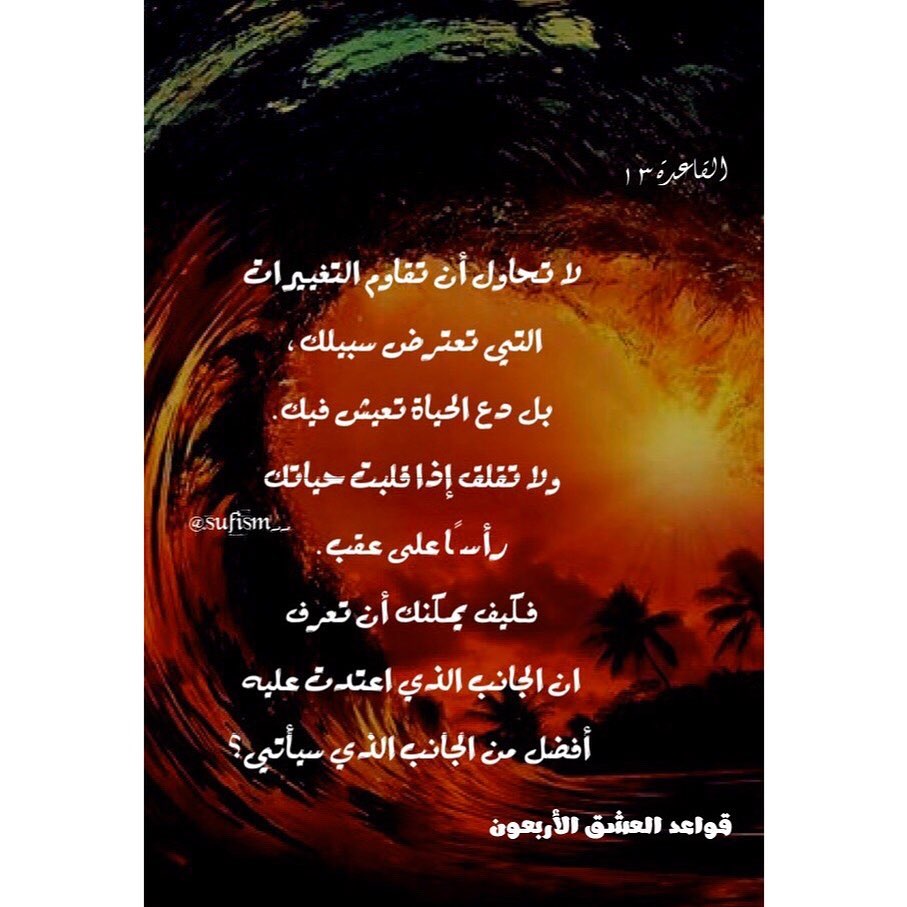 القاعدة ١٣
لا تحاول أن تقاوم التغييرات
التي تعترض سبيلك،
بل دع الحياة تعيش فيك.
ولا تقلق إذا قلبت حياتك
@sufism__
رأسًا على عقب.
فكيف يمكنك أن تعرف
ان الجانب الذي اعتدت عليه
أفضل من الجانب الذي سيأتي؟
قواعد العشق الأربعون